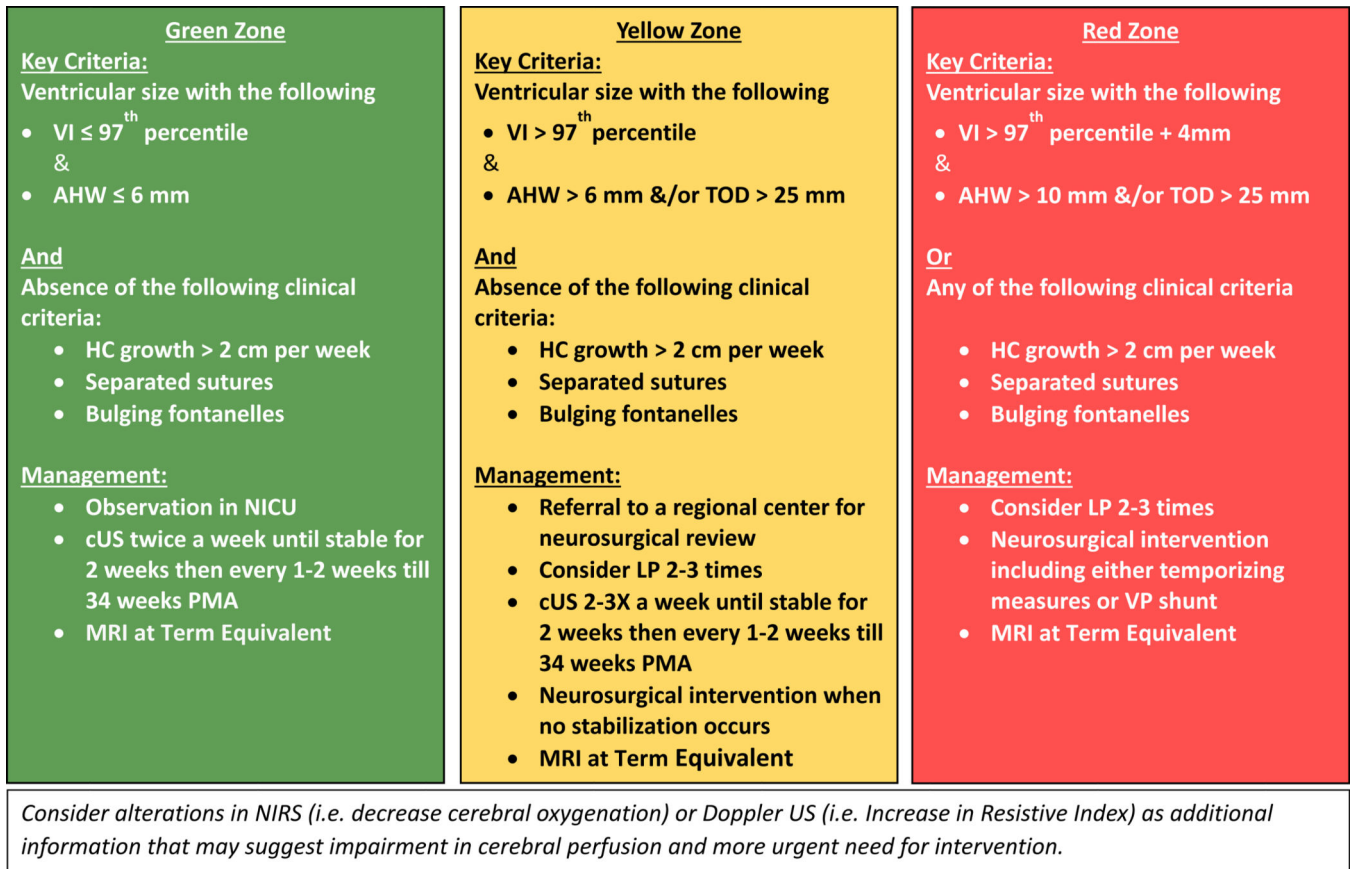 Green Zone
Key Criteria:
Ventricular size with the following
• VI ≤ 97th percentile
&
• AHW ≤ 6 mm
And
Absence of the following clinical
criteria:
• HC growth > 2 cm per week
• Separated sutures
• Bulging fontanelles
Management:
• Observation in NICU
• cUS twice a week until stable for
2 weeks then every 1-2 weeks till
34 weeks PMA
• MRI at Term Equivalent
Yellow Zone
Key Criteria:
Ventricular size with the following
• VI > 97th percentile
&
• AHW > 6 mm &/or TOD > 25 mm
And
Absence of the following clinical
criteria:
• HC growth > 2 cm per week
• Separated sutures
• Bulging fontanelles
Management:
• Referral to a regional center for
neurosurgical review
• Consider LP 2-3 times
• cUS 2-3X a week until stable for
2 weeks then every 1-2 weeks till
34 weeks PMA
• Neurosurgical intervention when
no stabilization occurs
• MRI at Term Equivalent
Red Zone
Key Criteria:
Ventricular size with the following
• VI > 97th percentile + 4mm
&
• AHW > 10 mm &/or TOD > 25 mm
Or
Any of the following clinical criteria
• HC growth > 2 cm per week
• Separated sutures
• Bulging fontanelles
Management:
• Consider LP 2-3 times
• Neurosurgical intervention
including either temporizing
measures or VP shunt
• MRI at Term Equivalent
Consider alterations in NIRS (i.e. decrease cerebral oxygenation) or Doppler US (i.e. Increase in Resistive Index) as additional
information that may suggest impairment in cerebral perfusion and more urgent need for intervention.